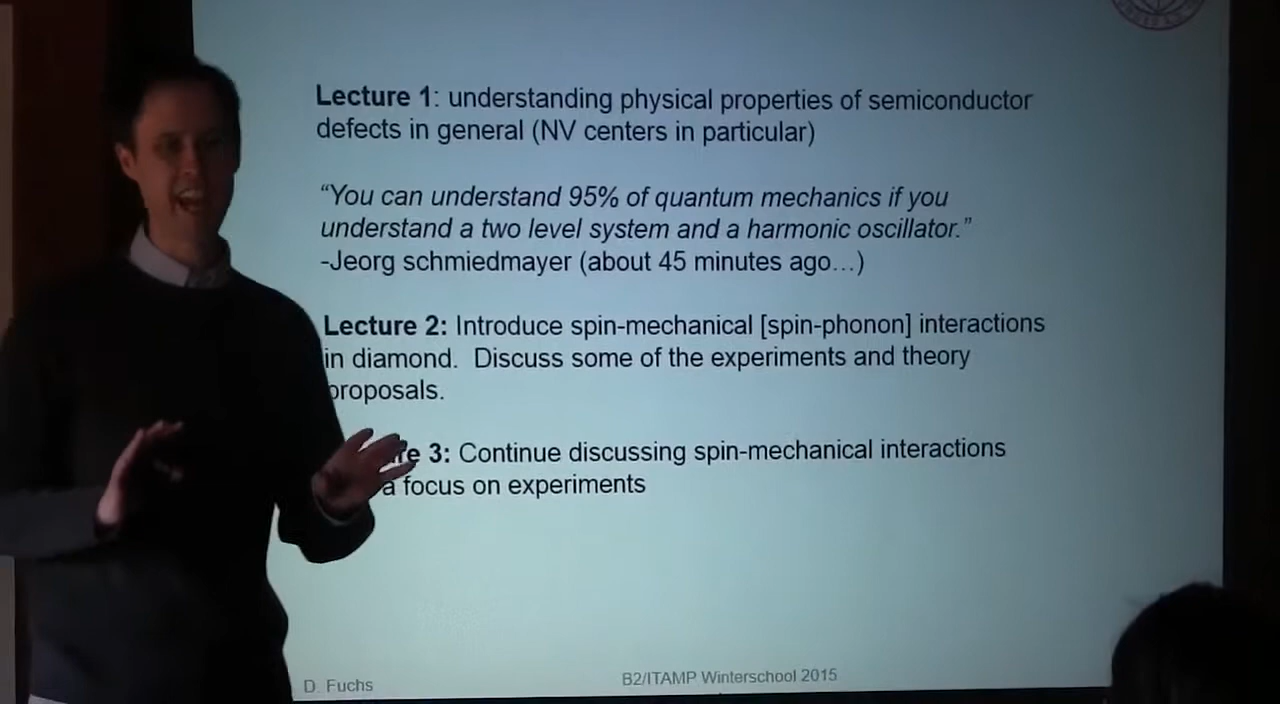 Lecture 1: understanding physical properties of semiconductor
defects in general (NV centers in particular)
“You can understand 95% of quantum mechanics if you
understand a two level system and a harmonic oscillator.”
-Jeorg schmiedmayer (about 45 minutes ago…)
Lecture 2: Introduce spin-mechanical [spin-phonon] interactions
in diamond. Discuss some of the experiments and theory
proposals.
re 3: Continue discussing spin-mechanical interactions
a focus on experiments
D. Fuchs
B2/ITAMP Winterschool 2015